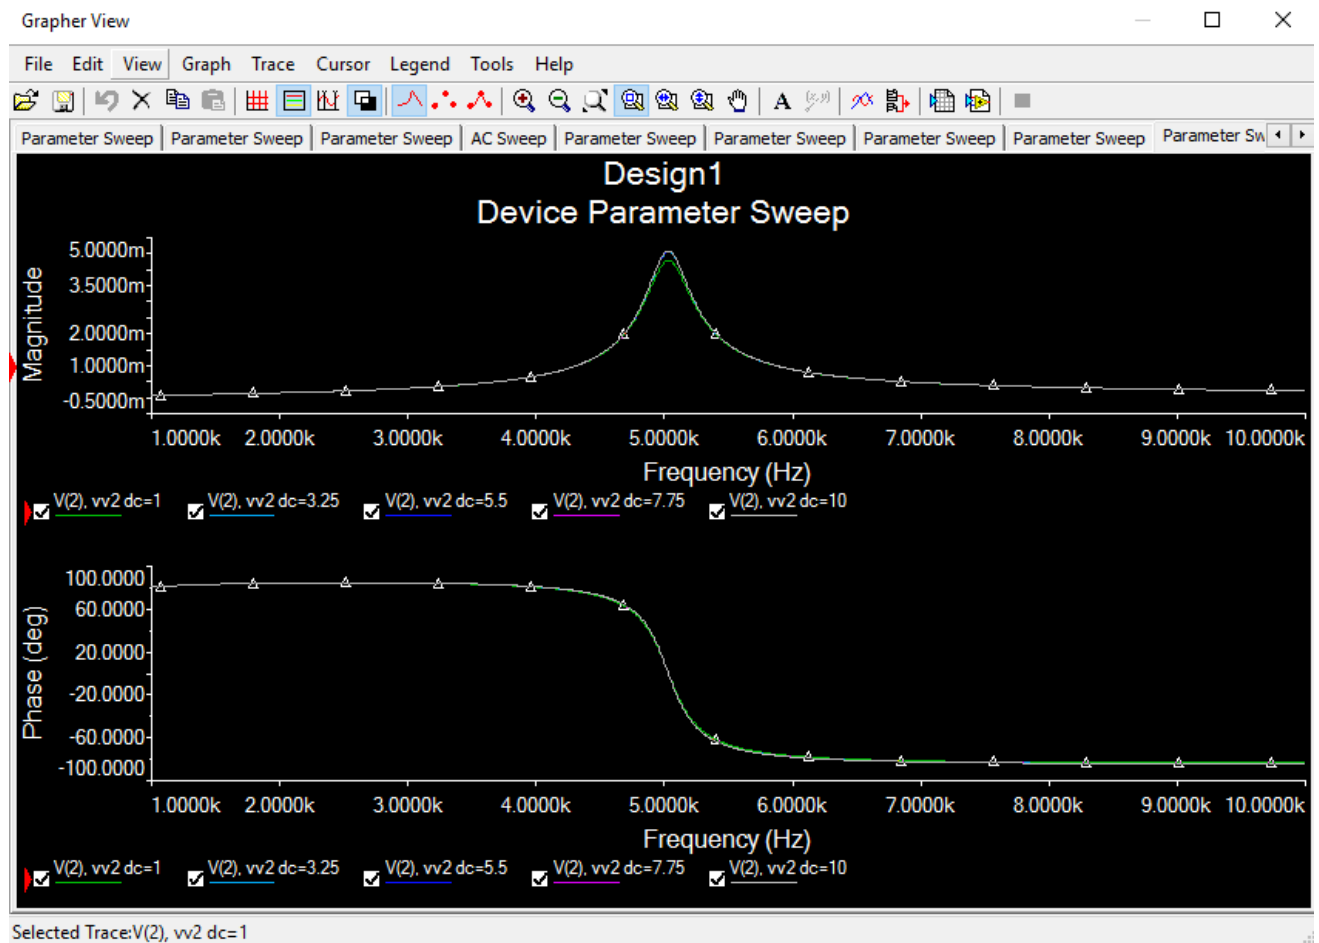 Grapher View
File Edit View Graph Trace Cursor Legend Tools Help
A (x,y)
Parameter Sweep Parameter Sweep Parameter Sweep AC Sweep Parameter Sweep Parameter Sweep Parameter Sweep Parameter Sweep Parameter Sw
Design1
Device Parameter Sweep
Magnitude
5.0000m
3.5000m
2.0000m
1.0000m
-0.5000m
1.0000k 2.0000k 3.0000k 4.0000k 5.0000k 6.0000k 7.0000k 8.0000k 9.0000k 10.0000k
Frequency (Hz)
V(2), vv2 dc=1 V(2), vv2 dc=3.25 V(2), vv2 dc=5.5 V(2), vv2 dc=7.75 V(2), vv2 dc=10
Phase (deg)
100.0000
60.0000
20.0000
-20.0000
-60.0000
-100.0000
1.0000k 2.0000k 3.0000k 4.0000k 5.0000k 6.0000k 7.0000k 8.0000k 9.0000k 10.0000k
Frequency (Hz)
V(2), vv2 dc=1 V(2), vv2 dc=3.25 V(2), vv2 dc=5.5 V(2), vv2 dc=7.75 V(2), vv2 dc=10
Selected Trace:V(2), vv2 dc=1